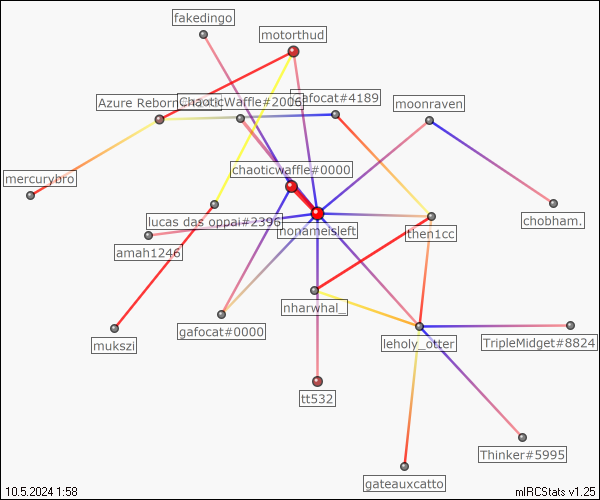 fakedingo
motorthud
Azure Reborn
ChaoticWaffle#2006
gafocat#4189
moonraven
chaoticwaffle#0000
mercurybro
lucas das oppai#2396
nonameisleft
then1cc
chobham.
amah1246
nharwhal_
gafocat#0000
mukszi
leholy_otter
TripleMidget#8824
tt532
Thinker#5995
gateauxcatto
10.5.2024 1:58
mIRCStats v1.25